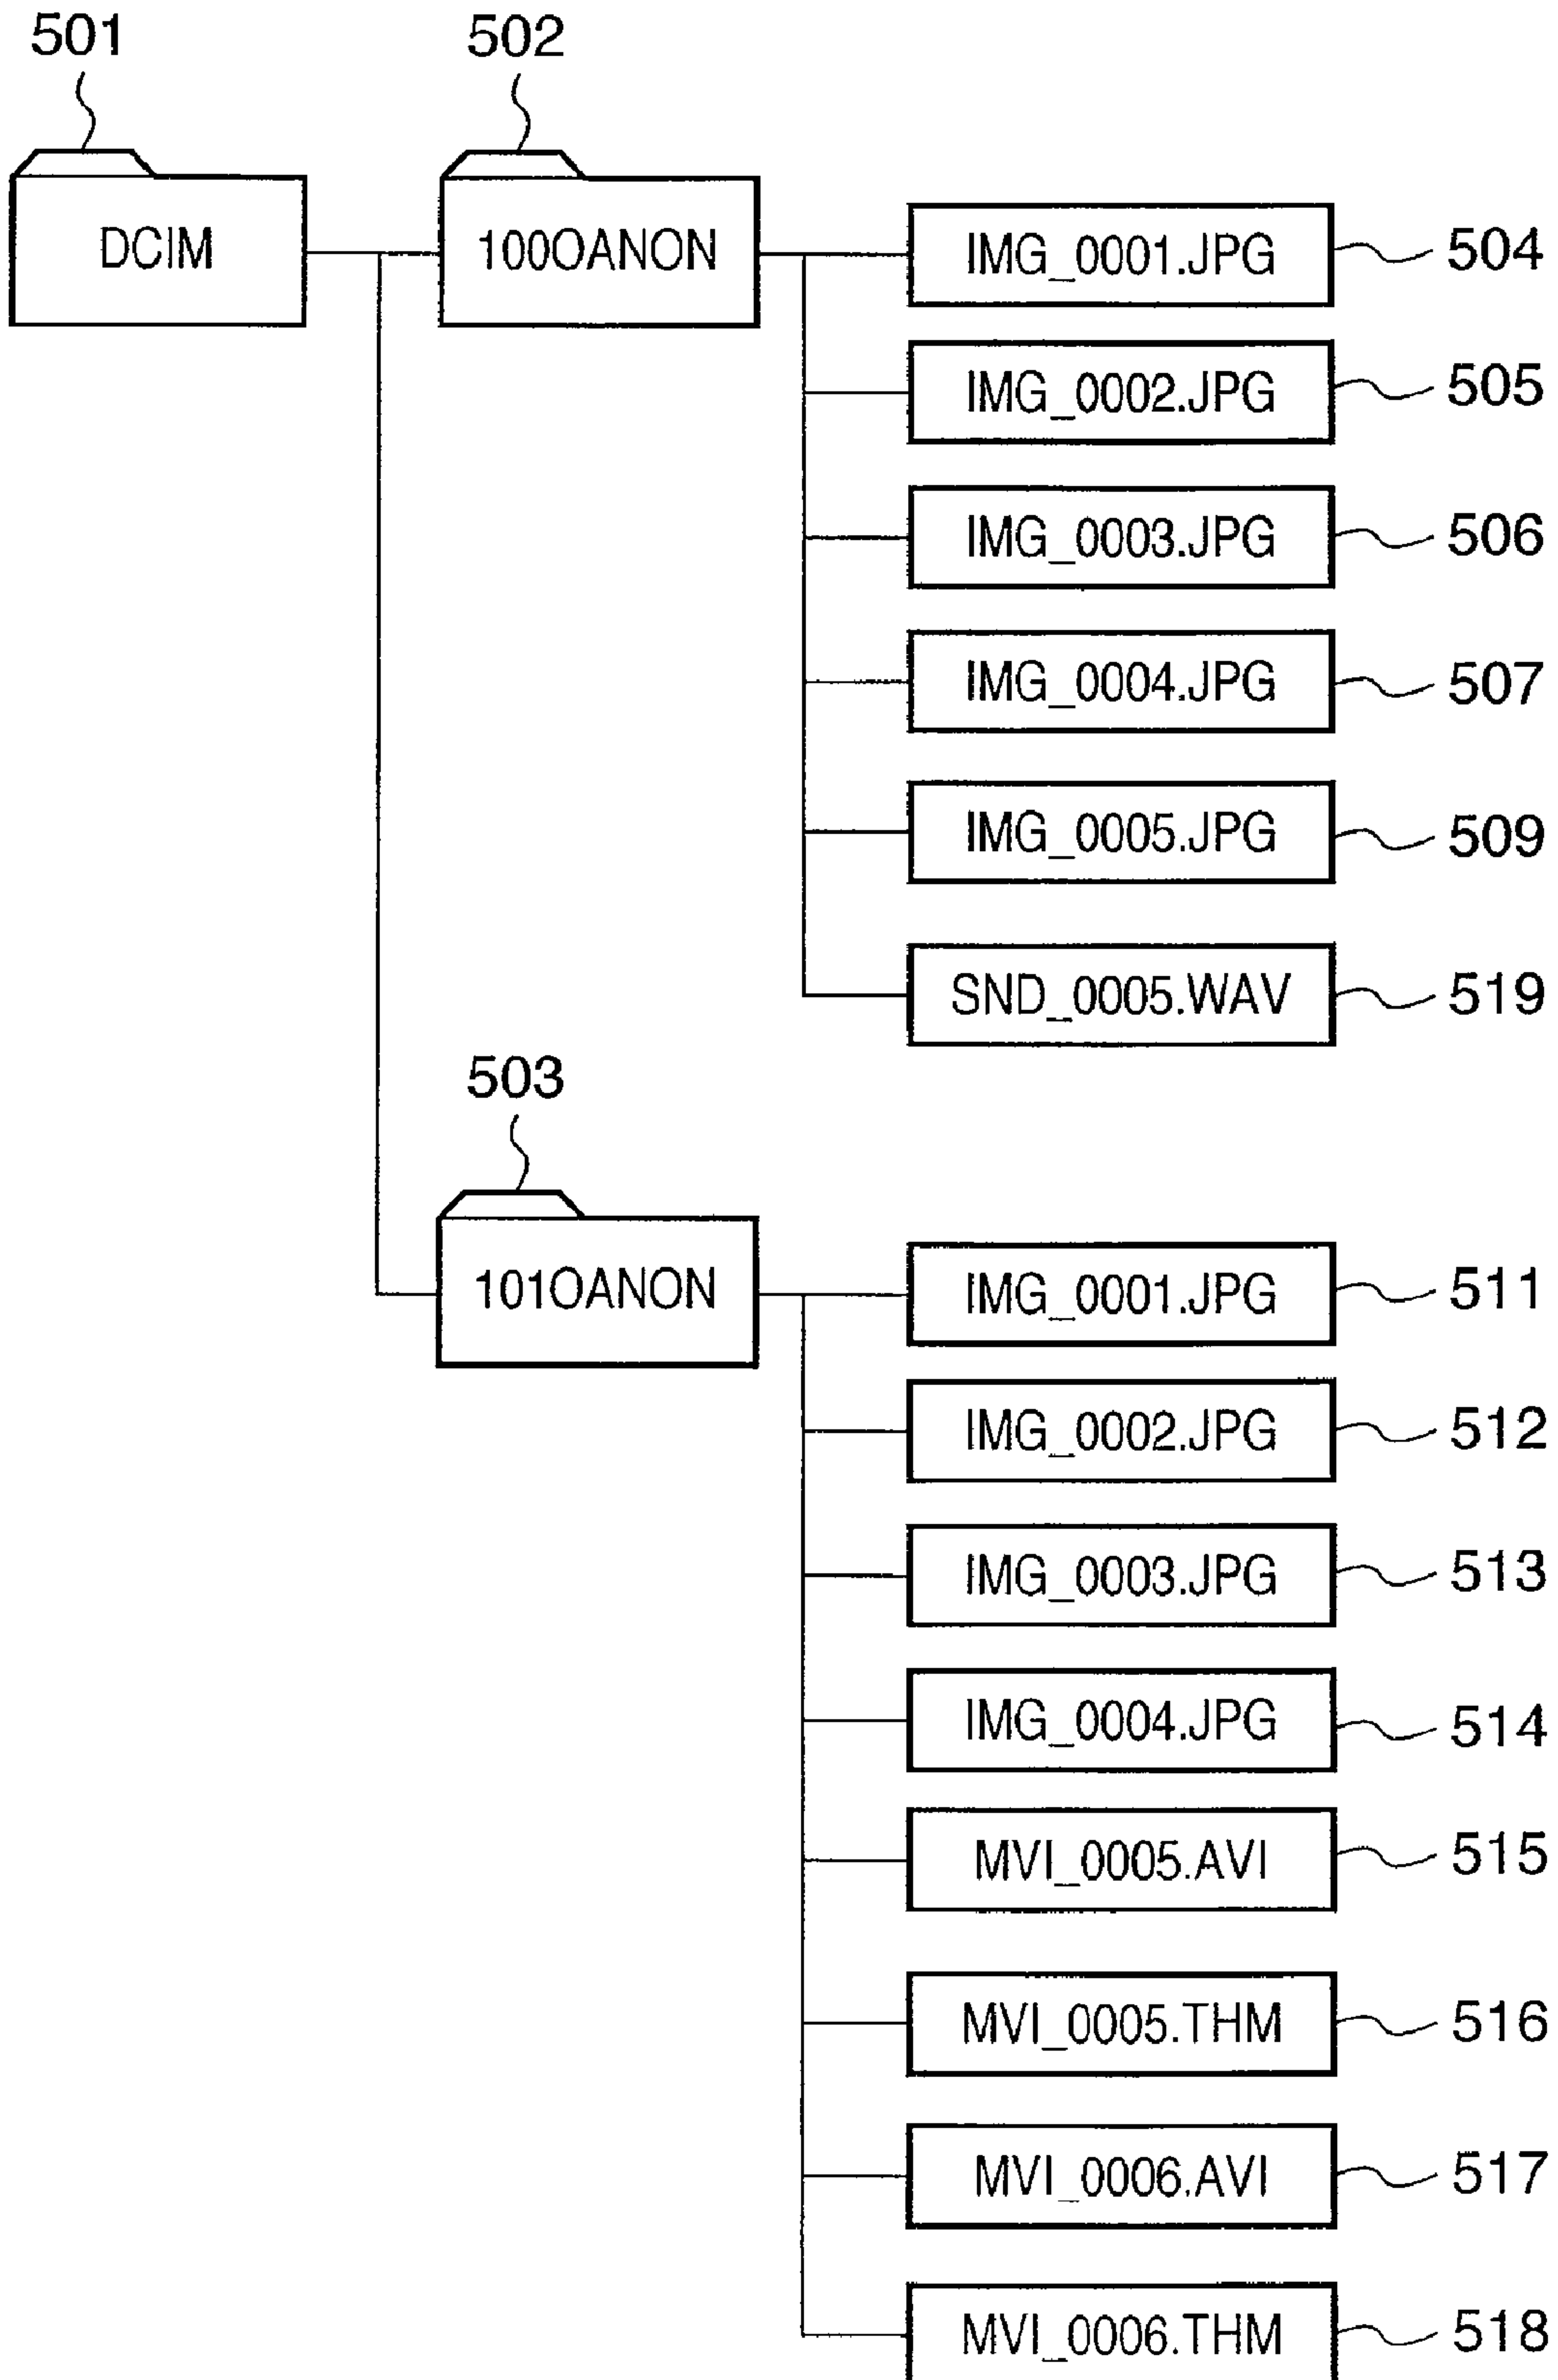 501
502
DCIM
100OANON
IMG_0001.JPG
504
IMG_0002.JPG
505
IMG_0003.JPG
506
IMG_0004.JPG
507
IMG_0005.JPG
509
SND_0005.WAV
519
503
101OANON
IMG_0001.JPG
511
IMG_0002.JPG
512
IMG_0003.JPG
513
IMG_0004.JPG
514
MVI_0005.AVI
515
MVI_0005.THM
516
MVI_0006.AVI
517
MVI_0006.THM
518